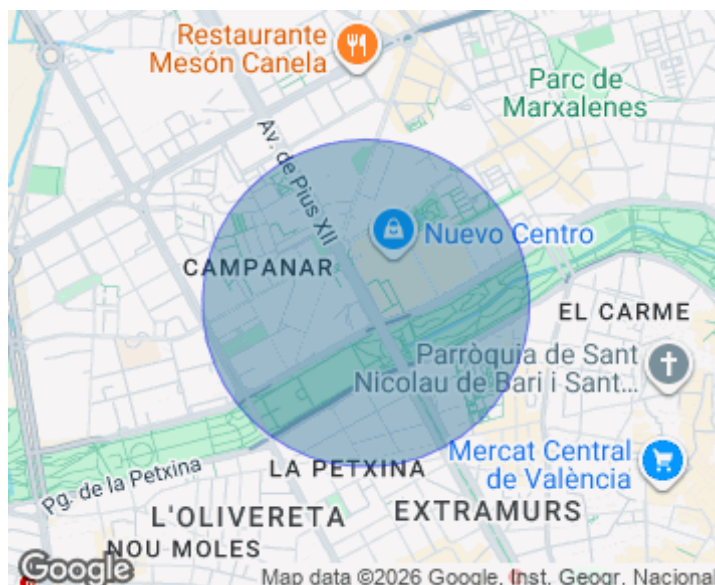 Restaurante
Mesón Canela
Parc de
Marxalenes
Av. de Pius XII
Nuevo Centro
CAMPANAR
EL CARME
Parròquia de Sant
Nicolau de Bari i Sant...
Mercat Central
de València
LA PETXINA
Pg. de la Petxina
L'OLIVERETA
EXTRAMURS
NOU MOLES
Google
Map data ©2026 Google, Inst. Geogr. Nacional